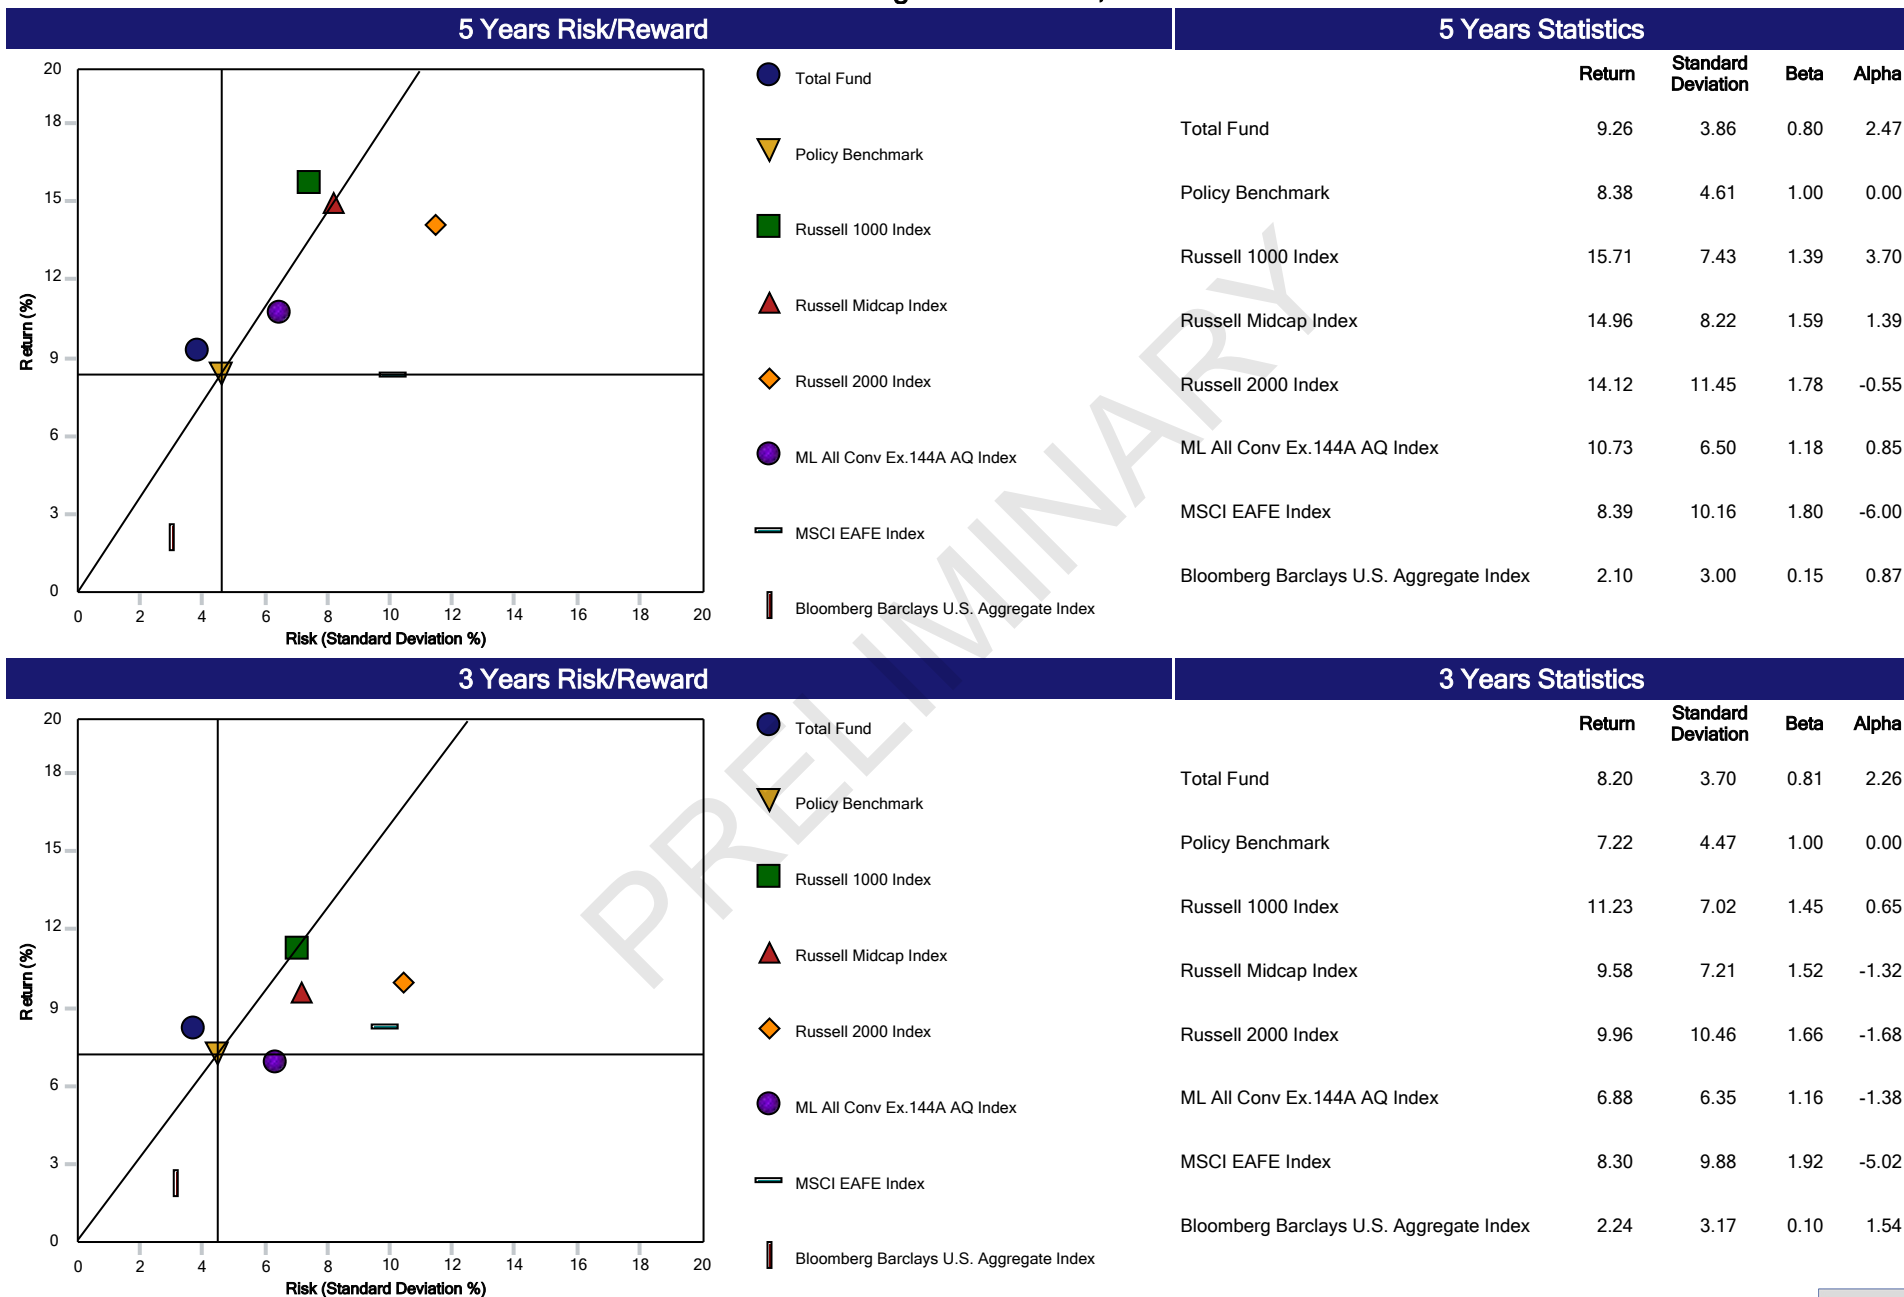 5 Years Risk/Reward
5 Years Statistics
20
18
15
12
9
6
3
0
Return (%)
0 2 4 6 8 10 12 14 16 18 20
Risk (Standard Deviation %)
Total Fund
Policy Benchmark
Russell 1000 Index
Russell Midcap Index
Russell 2000 Index
ML All Conv Ex.144A AQ Index
MSCI EAFE Index
Bloomberg Barclays U.S. Aggregate Index
Return Standard Deviation Beta Alpha
Total Fund 9.26 3.86 0.80 2.47
Policy Benchmark 8.38 4.61 1.00 0.00
Russell 1000 Index 15.71 7.43 1.39 3.70
Russell Midcap Index 14.96 8.22 1.59 1.39
Russell 2000 Index 14.12 11.45 1.78 -0.55
ML All Conv Ex.144A AQ Index 10.73 6.50 1.18 0.85
MSCI EAFE Index 8.39 10.16 1.80 -6.00
Bloomberg Barclays U.S. Aggregate Index 2.10 3.00 0.15 0.87
PRELIMINARY
3 Years Risk/Reward
3 Years Statistics
20
18
15
12
9
6
3
0
Return (%)
0 2 4 6 8 10 12 14 16 18 20
Risk (Standard Deviation %)
Total Fund
Policy Benchmark
Russell 1000 Index
Russell Midcap Index
Russell 2000 Index
ML All Conv Ex.144A AQ Index
MSCI EAFE Index
Bloomberg Barclays U.S. Aggregate Index
Return Standard Deviation Beta Alpha
Total Fund 8.20 3.70 0.81 2.26
Policy Benchmark 7.22 4.47 1.00 0.00
Russell 1000 Index 11.23 7.02 1.45 0.65
Russell Midcap Index 9.58 7.21 1.52 -1.32
Russell 2000 Index 9.96 10.46 1.66 -1.68
ML All Conv Ex.144A AQ Index 6.88 6.35 1.16 -1.38
MSCI EAFE Index 8.30 9.88 1.92 -5.02
Bloomberg Barclays U.S. Aggregate Index 2.24 3.17 0.10 1.54